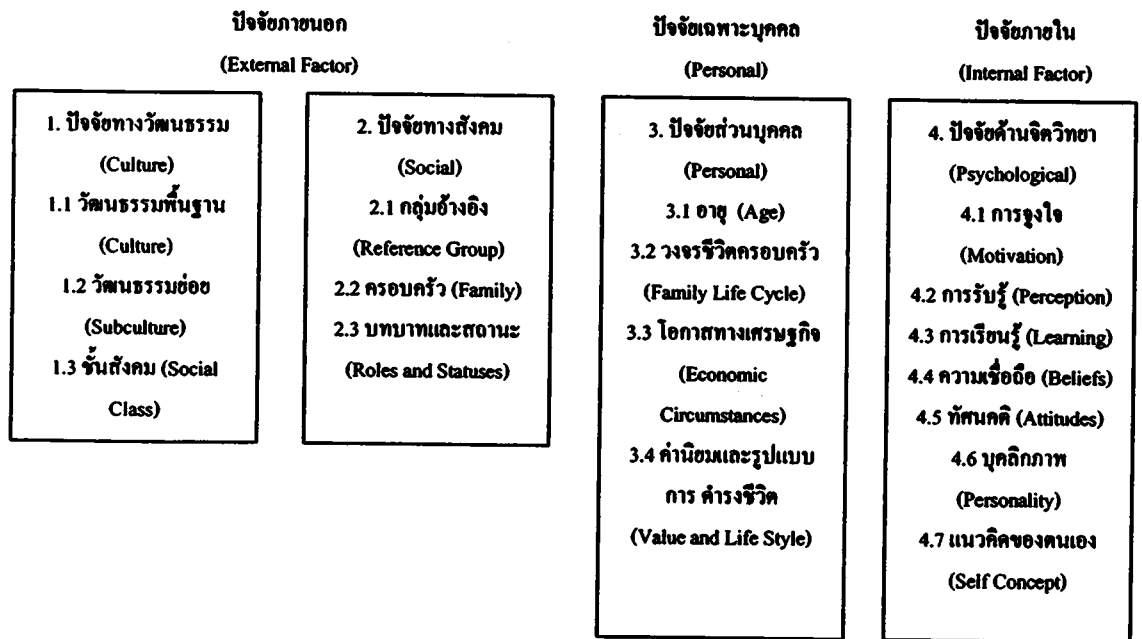 ปัจจัยภายนอก
(External Factor)
1. ปัจจัยทางวัฒนธรรม
(Culture)
1.1 วัฒนธรรมพื้นฐาน
(Culture)
1.2 วัฒนธรรมย่อย
(Subculture)
1.3 ชั้นสังคม (Social
Class)
2. ปัจจัยทางสังคม
(Social)
2.1 กลุ่มอ้างอิง
(Reference Group)
2.2 ครอบครัว (Family)
2.3 บทบาทและสถานะ
(Roles and Statuses)
ปัจจัยเฉพาะบุคคล
(Personal)
3. ปัจจัยส่วนบุคคล
(Personal)
3.1 อายุ (Age)
3.2 วงจรชีวิตครอบครัว
(Family Life Cycle)
3.3 โอกาสทางเศรษฐกิจ
(Economic
Circumstances)
3.4 ค่านิยมและรูปแบบ
การ ดำรงชีวิต
(Value and Life Style)
ปัจจัยภายใน
(Internal Factor)
4. ปัจจัยด้านจิตวิทยา
(Psychological)
4.1 การจูงใจ
(Motivation)
4.2 การรับรู้ (Perception)
4.3 การเรียนรู้ (Learning)
4.4 ความเชื่อถือ (Beliefs)
4.5 ทัศนคติ (Attitudes)
4.6 บุคลิกภาพ
(Personality)
4.7 แนวคิดของตนเอง
(Self Concept)